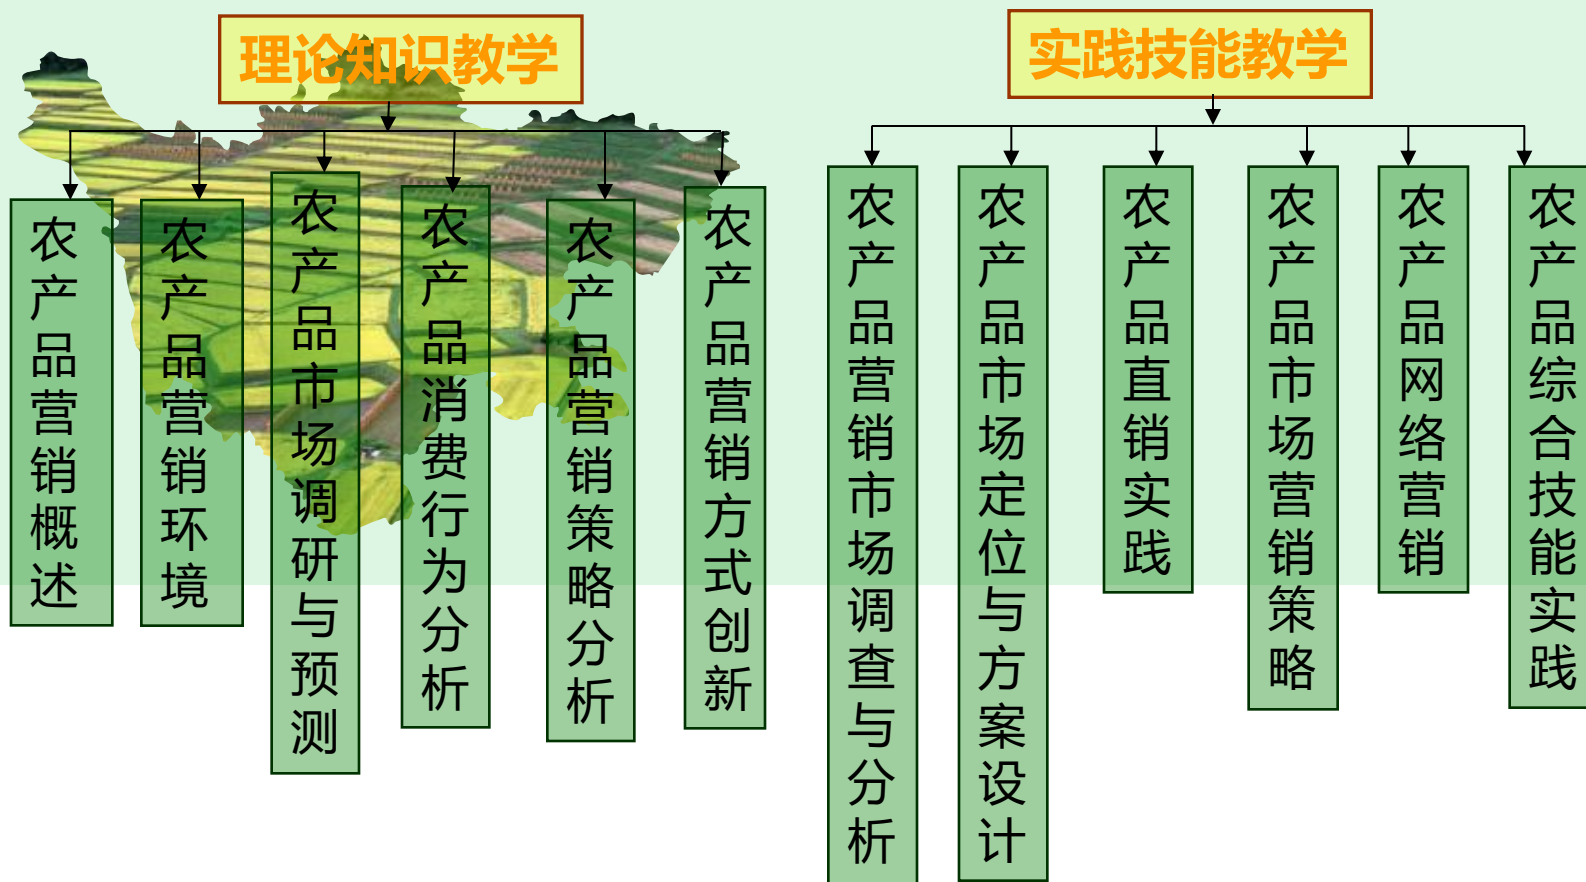 理论知识教学
农产品营销概述
农产品营销环境
农产品市场调研与预测
农产品消费行为分析
农产品营销策略分析
农产品营销方式创新
实践技能教学
农产品营销市场调查与分析
农产品市场定位与方案设计
农产品直销实践
农产品市场营销策略
农产品网络营销
农产品综合技能实践